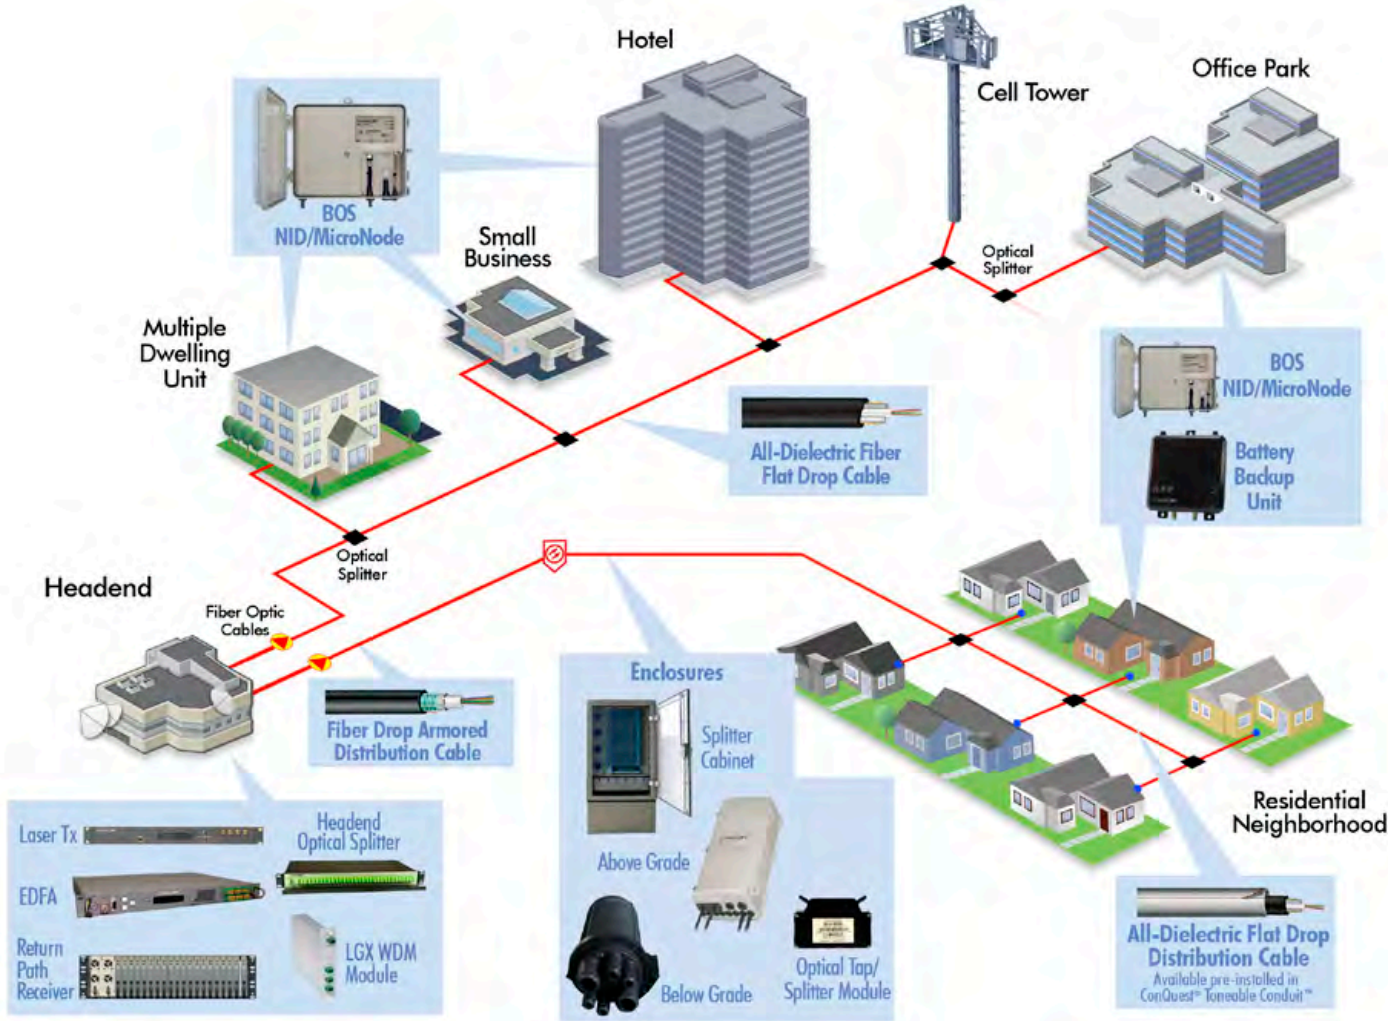 Hotel
Cell Tower
Office Park
BOS
NID/MicroNode
Small
Business
Optical
Splitter
Multiple
Dwelling
Unit
BOS
NID/MicroNode
Battery
Backup
Unit
All-Dielectric Fiber
Flat Drop Cable
Optical
Splitter
Headend
Fiber Optic
Cables
Fiber Drop Armored
Distribution Cable
Enclosures
Splitter
Cabinet
Above Grade
Below Grade
Optical Tap/
Splitter Module
Residential
Neighborhood
Laser Tx
Headend
Optical Splitter
EDFA
Return
Path
Receiver
LGX WDM
Module
All-Dielectric Flat Drop
Distribution Cable
Available pre-installed in
ConQuest® Toneable Conduit™